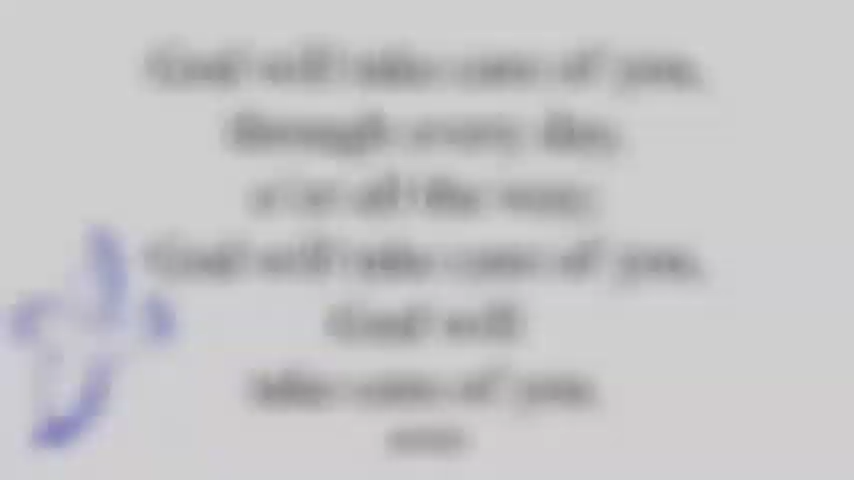 God will take care of you,
through every day,
o'er all the way;
God will take care of you,
God will
take care of you.